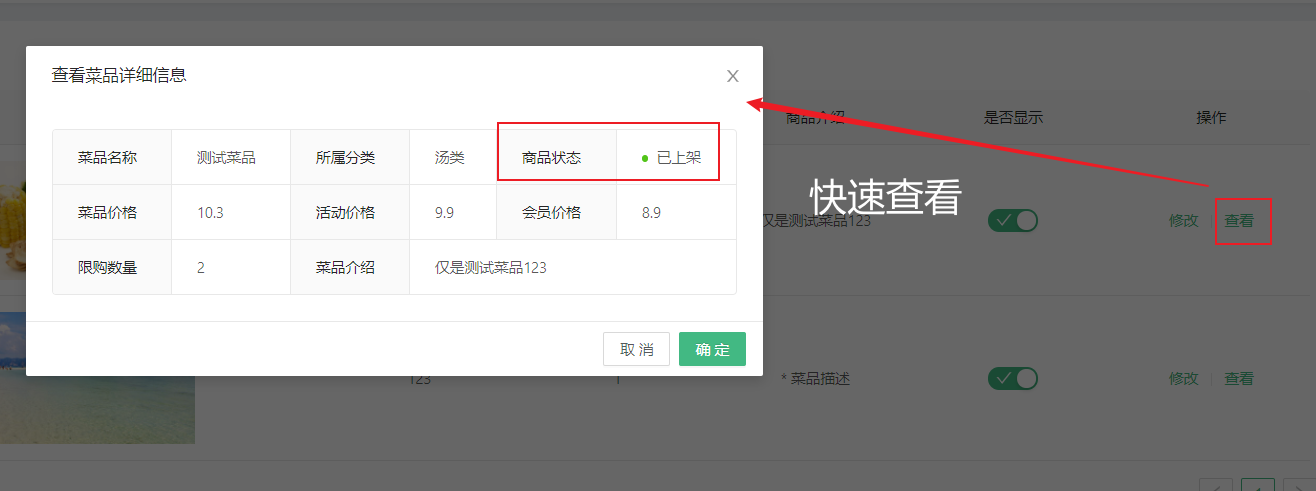 查看菜品详细信息
X
商品介绍 是否显示 操作
菜品名称 测试菜品 所属分类 汤类 商品状态 已上架
菜品价格 10.3 活动价格 9.9 会员价格 8.9
快速查看
仅是测试菜品123 修改 查看
限购数量 2 菜品介绍 仅是测试菜品123
取 消 确 定
123 1 * 菜品描述 修改 查看